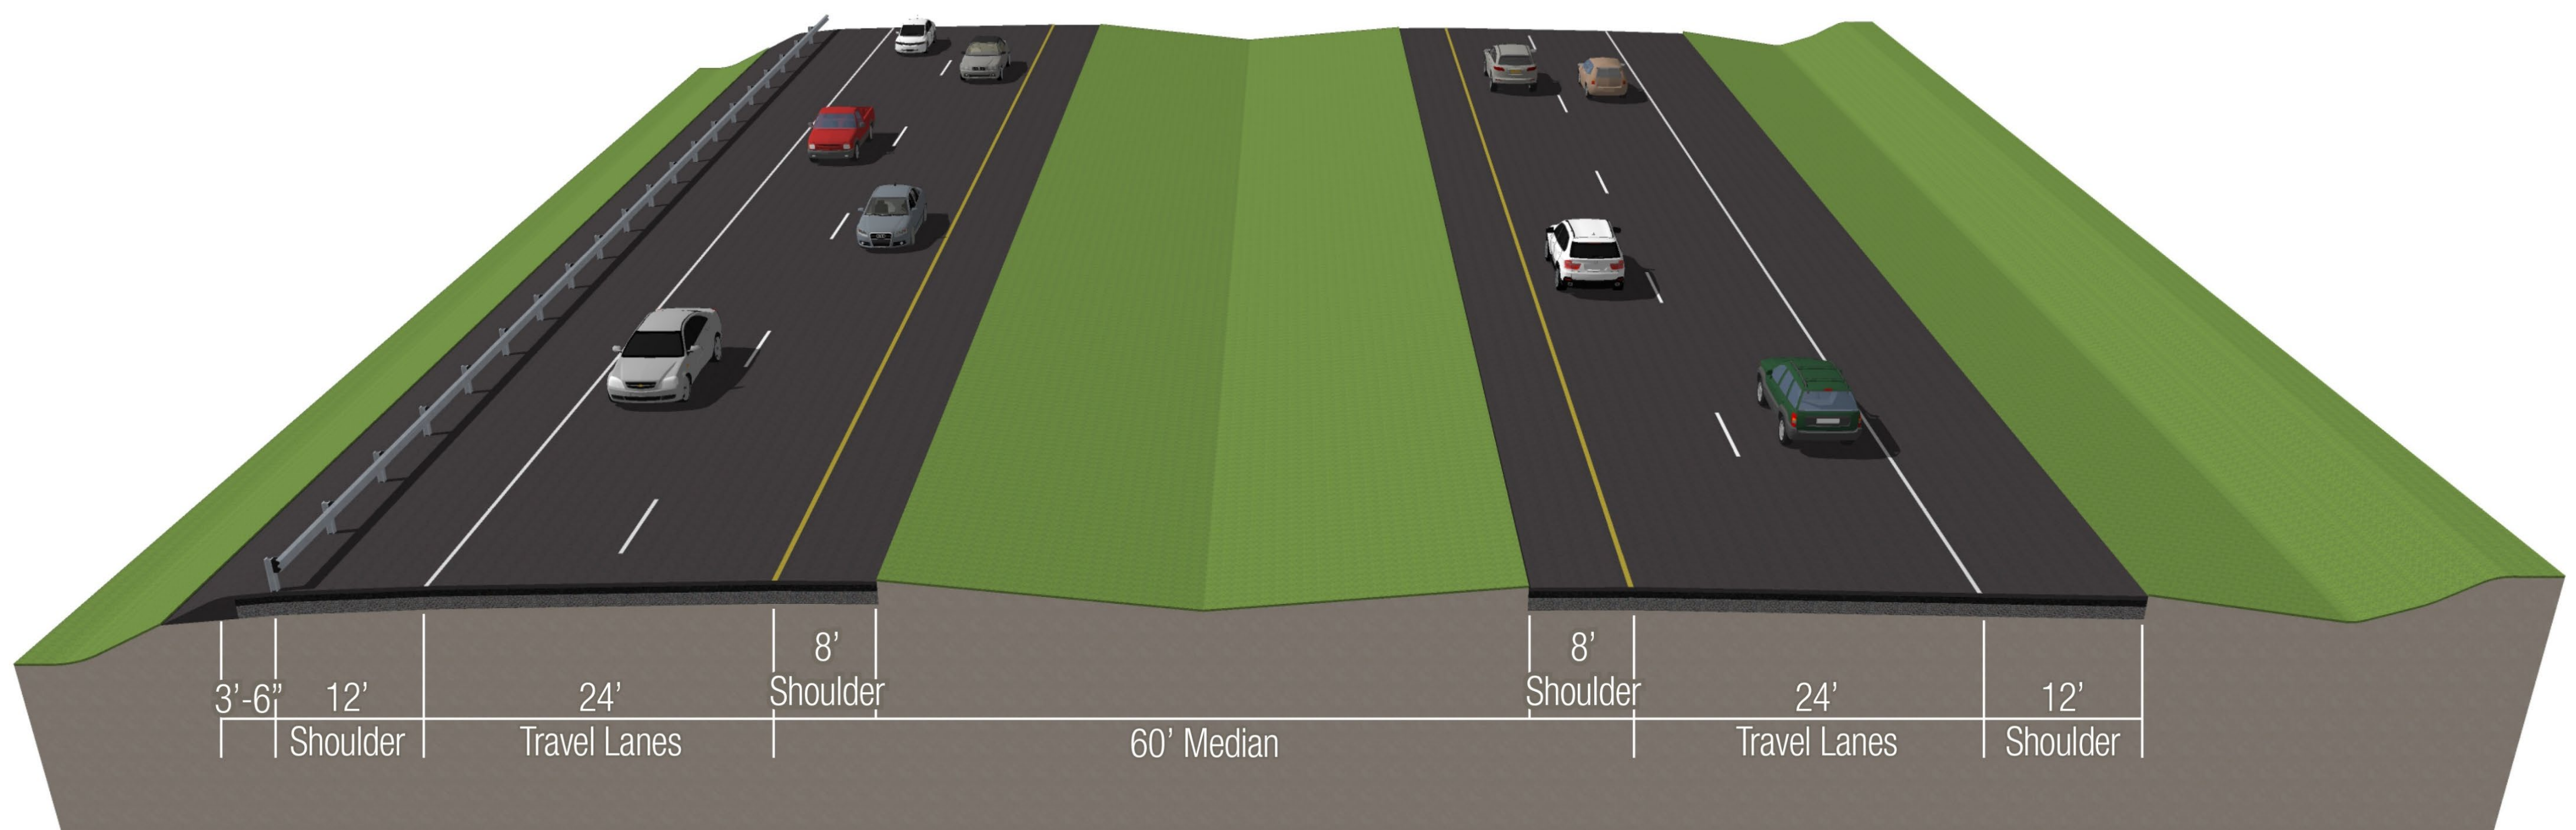 8’
Shoulder
8’
Shoulder
3’-6”
12’
24’
24’
12’
Shoulder
Travel Lanes
60’ Median
Travel Lanes
Shoulder